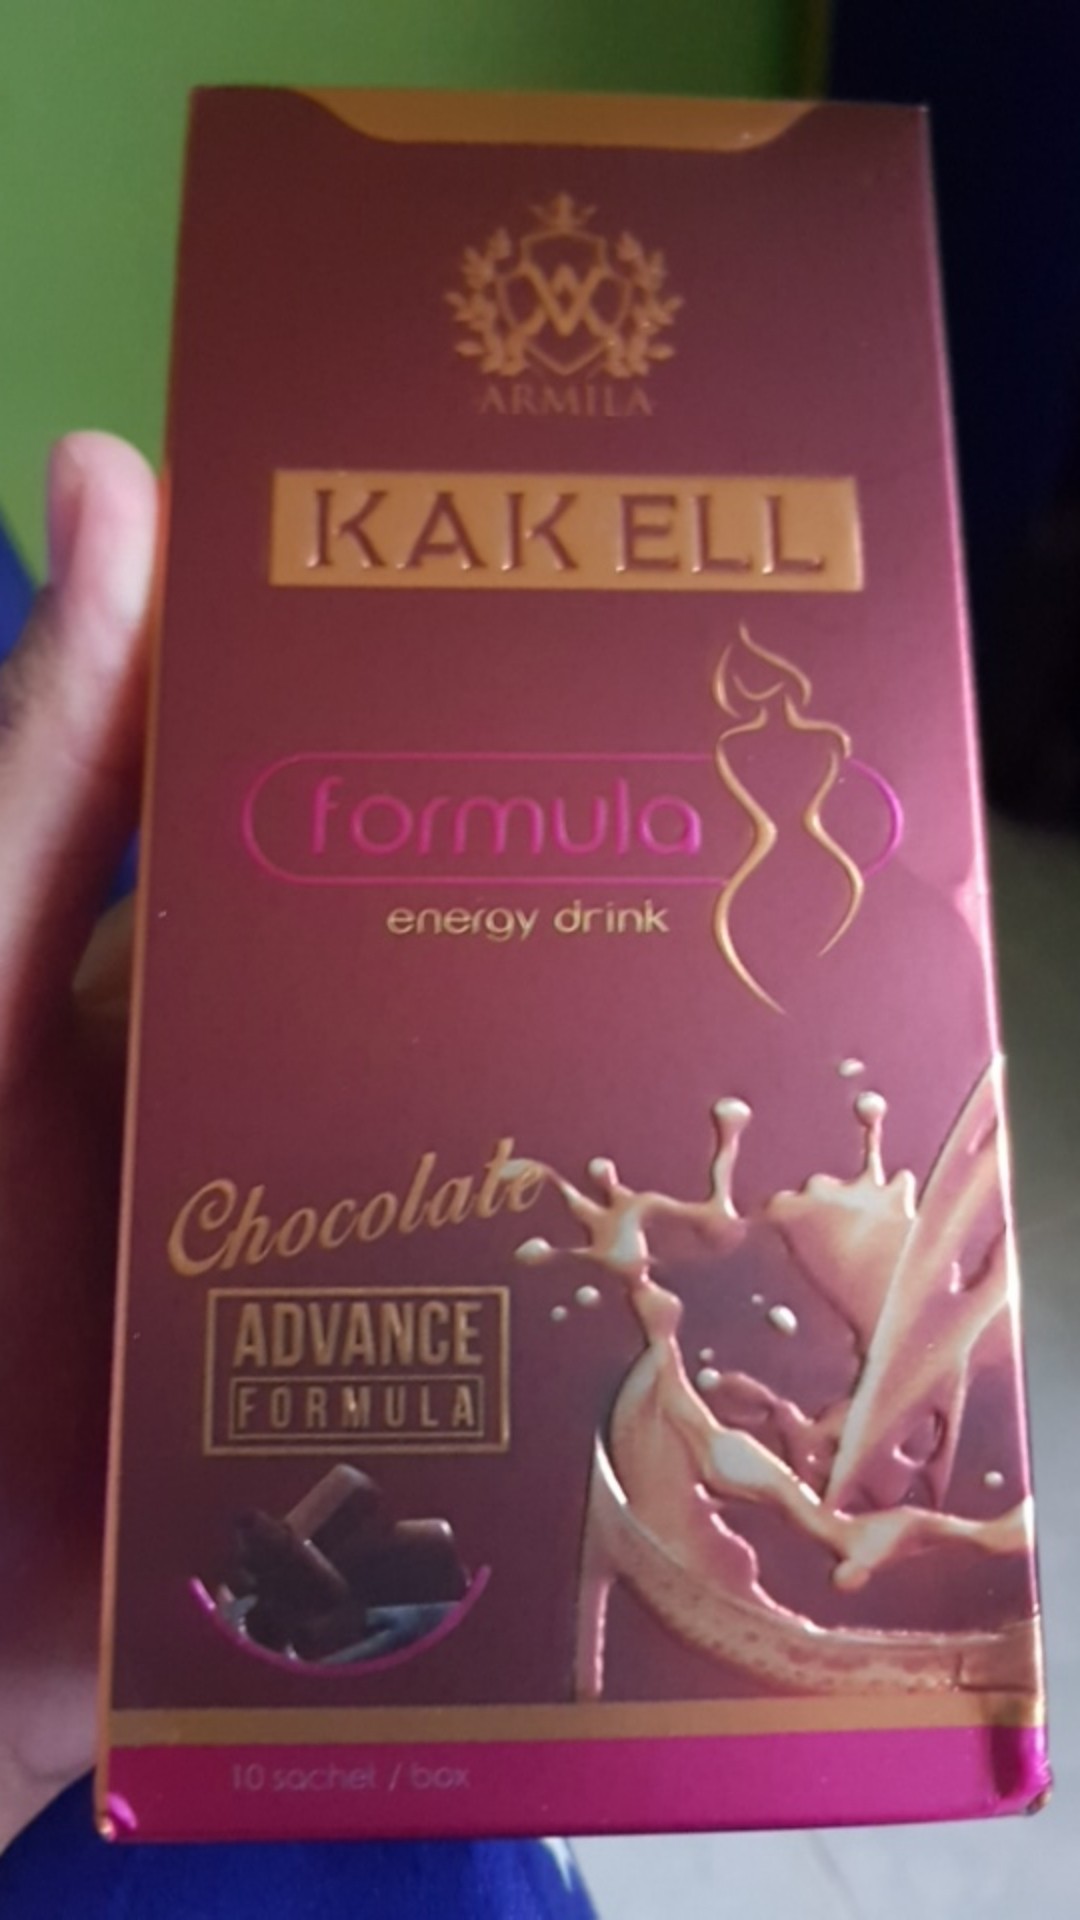 ARMILA
KAK ELL
formula
energy drink
Chocolate
ADVANCE
FORMULA
10 sachet / box